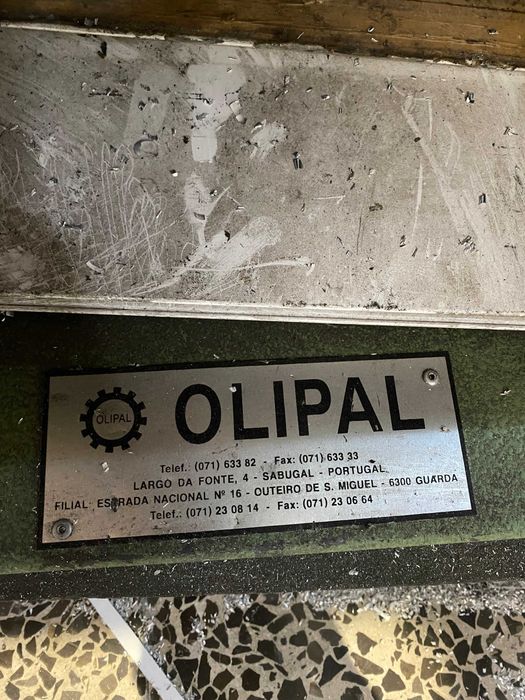 OLIPAL
OLIPAL
Telef.: (071) 633 82 - Fax: (071) 633 33
LARGO DA FONTE, 4 - SABUGAL - PORTUGAL
FILIAL: ESTRADA NACIONAL Nº 16 - OUTEIRO DE S. MIGUEL - 6300 GUARDA
Telef.: (071) 23 08 14 - Fax: (071) 23 06 64